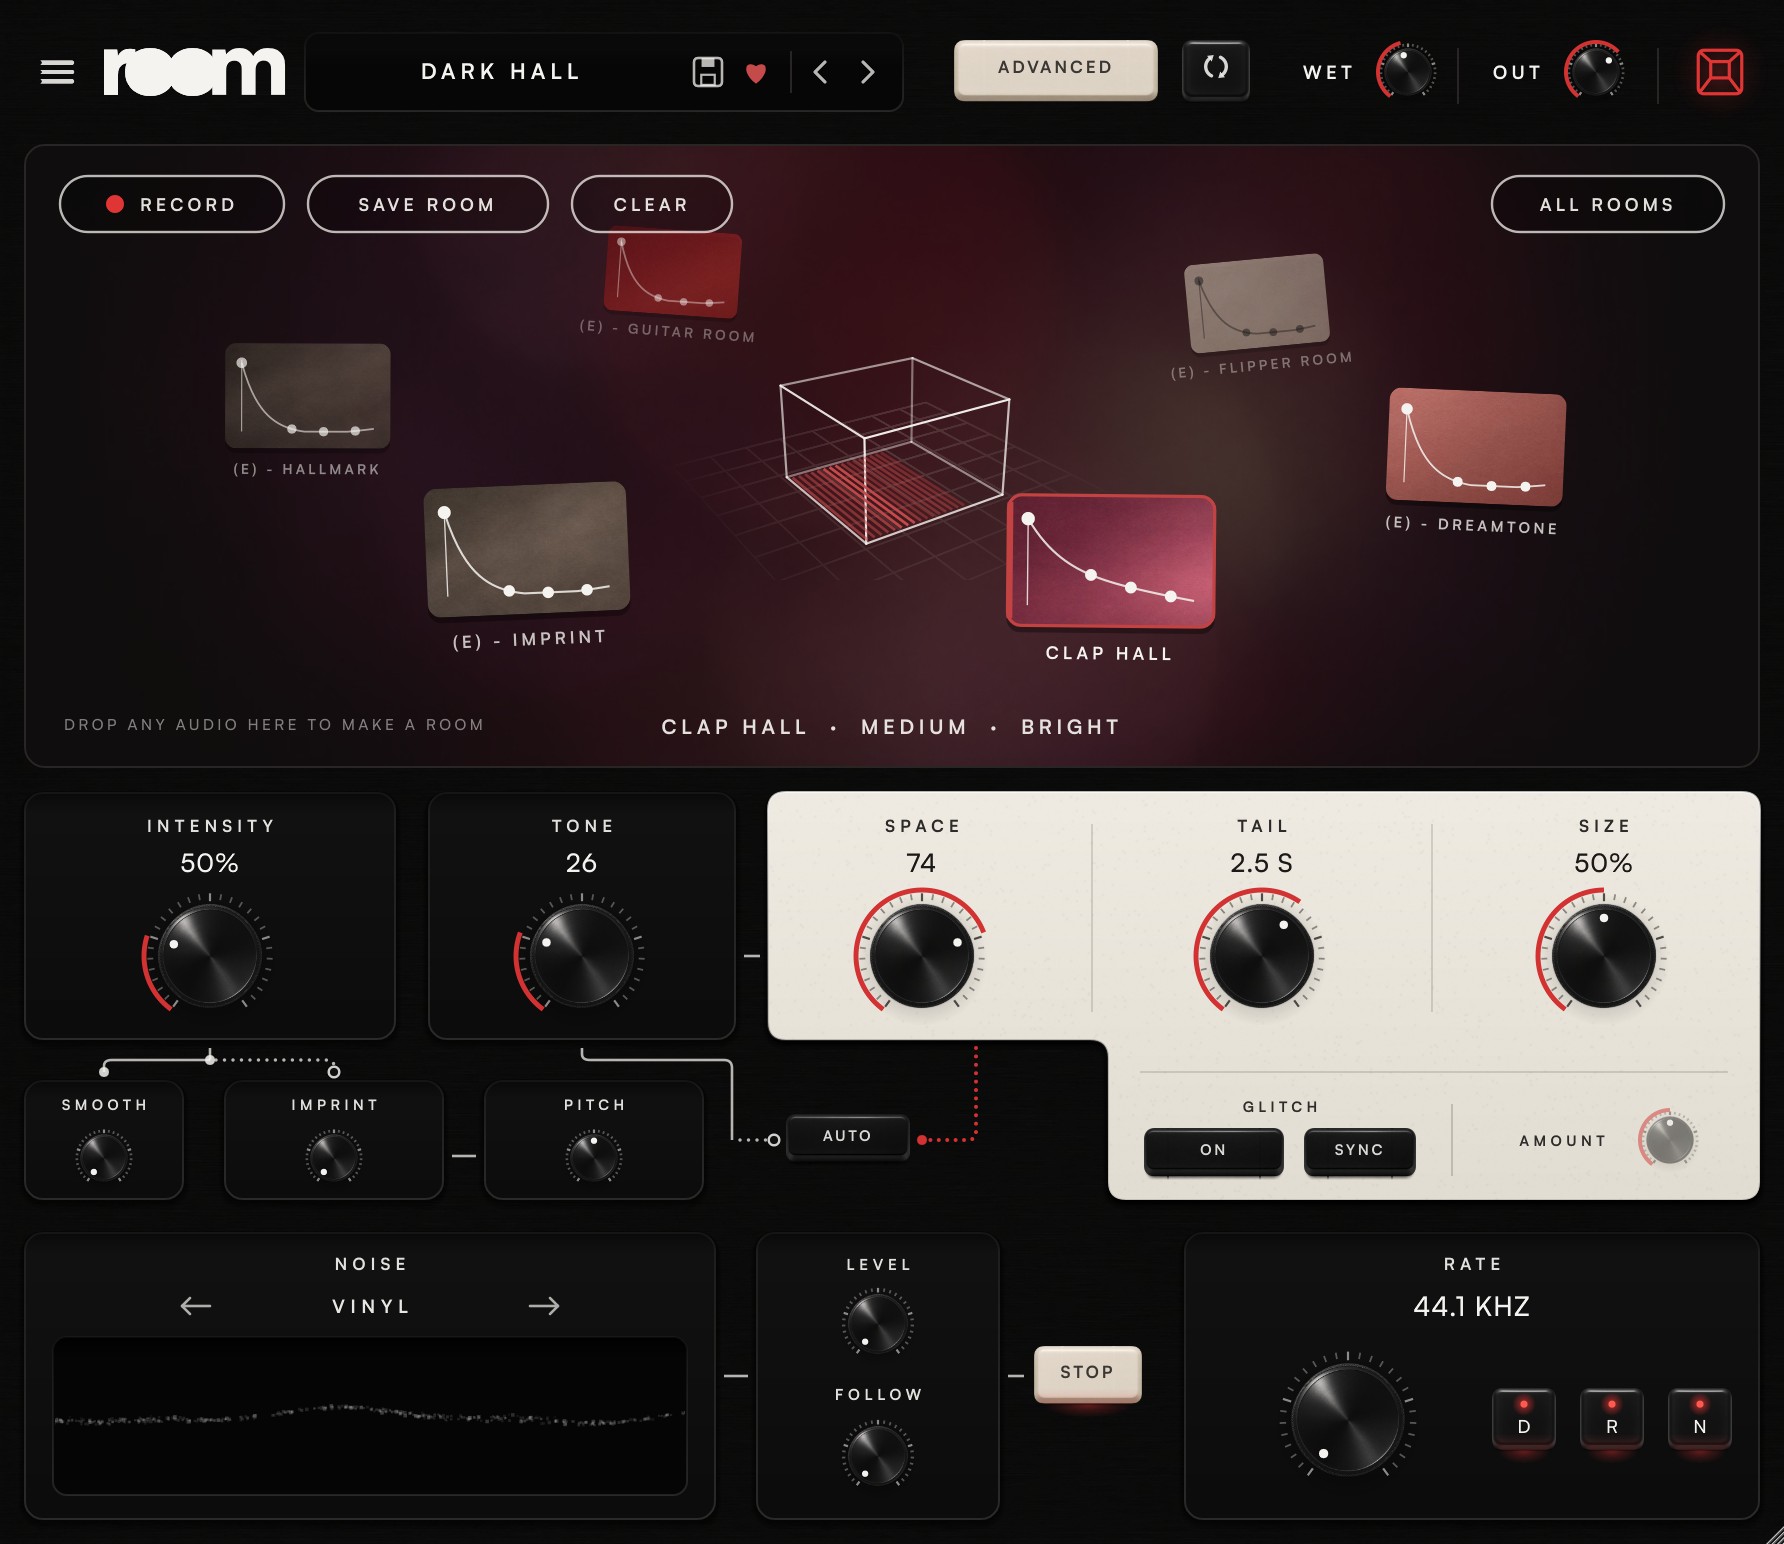 room
DARK HALL
ADVANCED
WET
OUT
RECORD
SAVE ROOM
CLEAR
ALL ROOMS
(E) - GUITAR ROOM
(E) - FLIPPER ROOM
(E) - HALLMARK
(E) - DREAMTONE
(E) - IMPRINT
CLAP HALL
DROP ANY AUDIO HERE TO MAKE A ROOM
CLAP HALL • MEDIUM • BRIGHT
INTENSITY
50%
TONE
26
SPACE
74
TAIL
2.5 S
SIZE
50%
SMOOTH
IMPRINT
PITCH
AUTO
GLITCH
ON
SYNC
AMOUNT
NOISE
VINYL
LEVEL
FOLLOW
STOP
RATE
44.1 KHZ
D
R
N